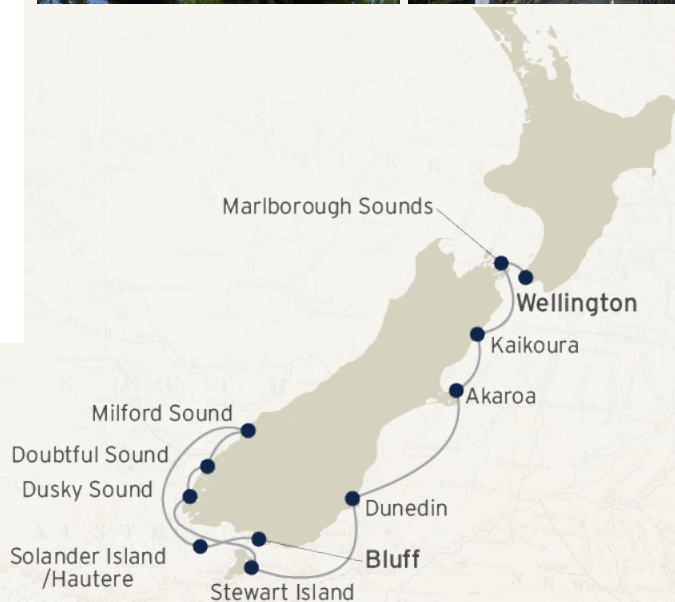 Marlborough Sounds
Wellington
Kaikoura
Akaroa
Milford Sound
Doubtful Sound
Dusky Sound
Dunedin
Solander Island
/Hautere
Bluff
Stewart Island